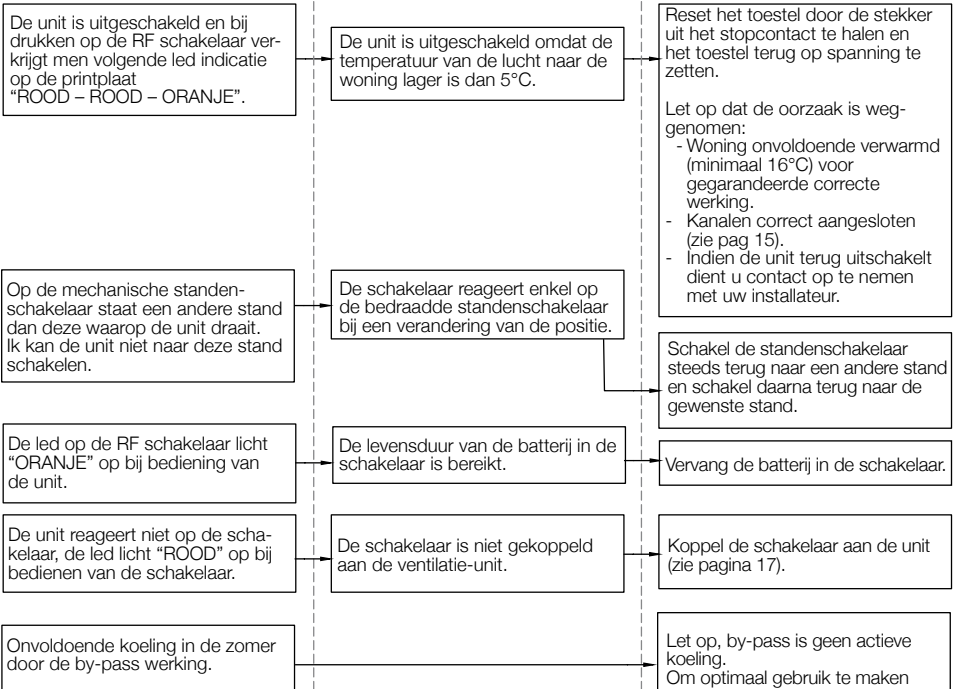 De unit is uitgeschakeld en bij
drukken op de RF schakelaar ver-
krijgt men volgende led indicatie
op de printplaat
“ROOD – ROOD – ORANJE”.
De unit is uitgeschakeld omdat de
temperatuur van de lucht naar de
woning lager is dan 5°C.
Reset het toestel door de stekker
uit het stopcontact te halen en
het toestel terug op spanning te
zetten.
Let op dat de oorzaak is weg-
genomen:
- Woning onvoldoende verwarmd
(minimaal 16°C) voor
gegarandeerde correcte
werking.
- Kanalen correct aangesloten
(zie pag 15).
- Indien de unit terug uitschakelt
dient u contact op te nemen
met uw installateur.
Op de mechanische standen-
schakelaar staat een andere stand
dan deze waarop de unit draait.
Ik kan de unit niet naar deze stand
schakelen.
De schakelaar reageert enkel op
de bedraadde standenschakelaar
bij een verandering van de positie.
Schakel de standenschakelaar
steeds terug naar een andere stand
en schakel daarna terug naar de
gewenste stand.
De led op de RF schakelaar licht
“ORANJE” op bij bediening van
de unit.
De levensduur van de batterij in de
schakelaar is bereikt.
Vervang de batterij in de schakelaar.
De unit reageert niet op de scha-
kelaar, de led licht “ROOD” op bij
bedienen van de schakelaar.
De schakelaar is niet gekoppeld
aan de ventilatie-unit.
Koppel de schakelaar aan de unit
(zie pagina 17).
Onvoldoende koeling in de zomer
door de by-pass werking.
Let op, by-pass is geen actieve
koeling.
Om optimaal gebruik te maken